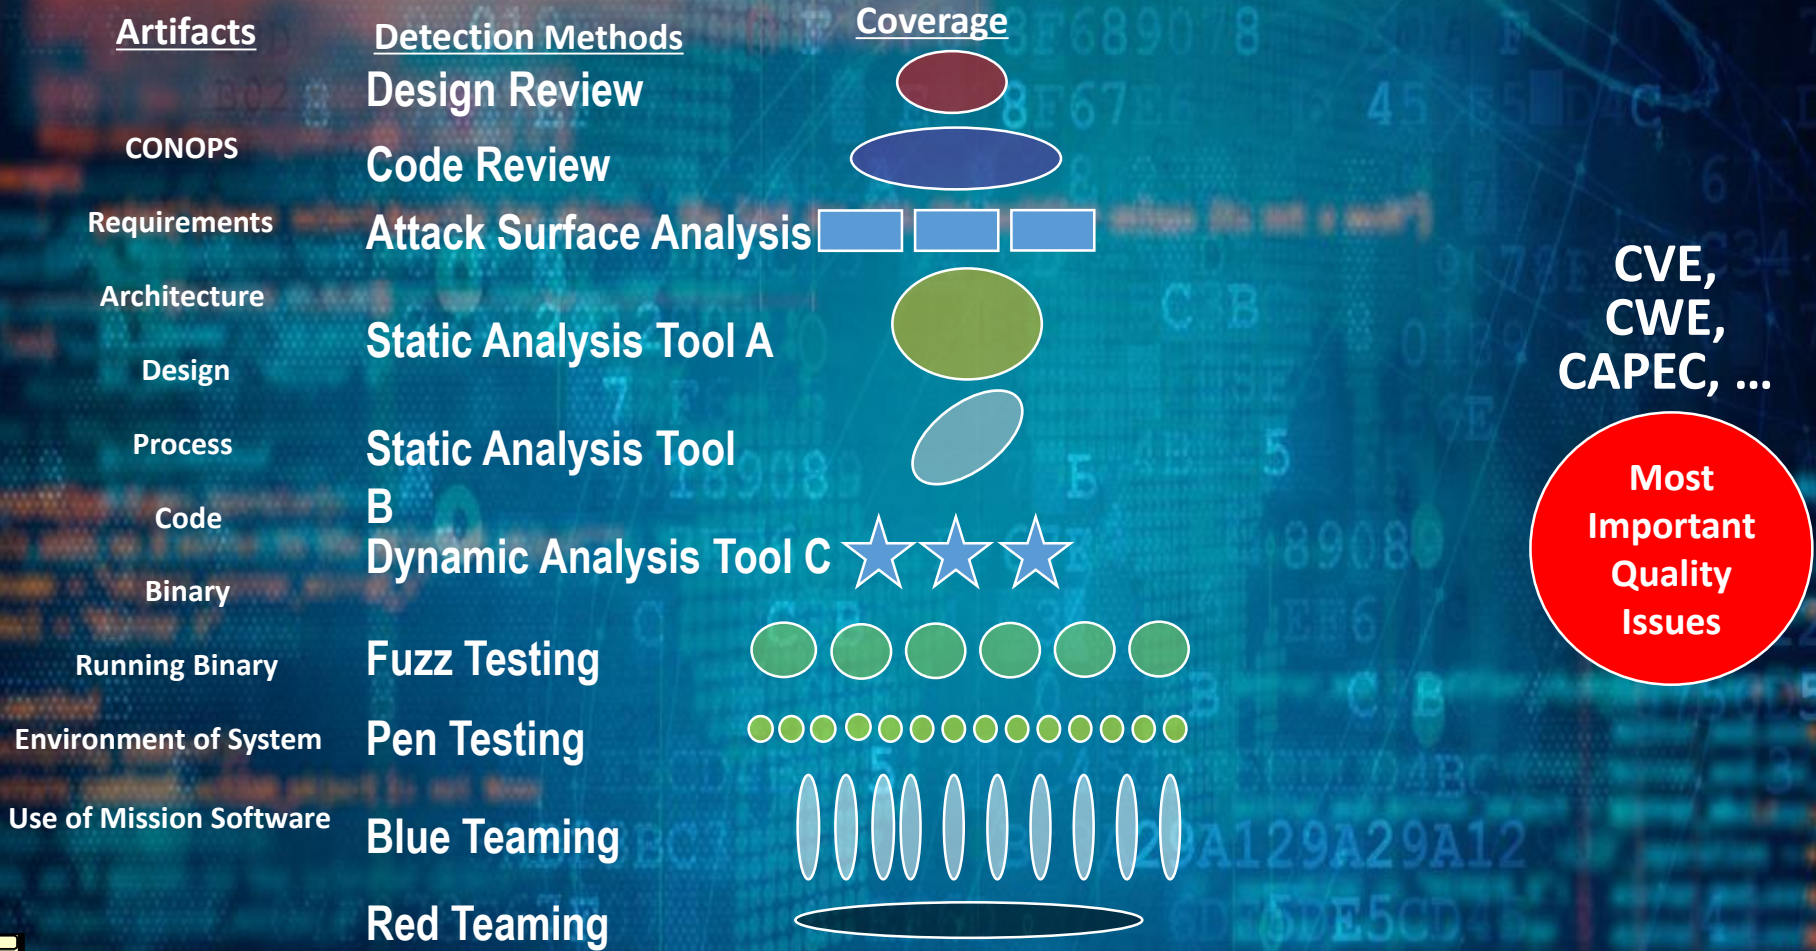 Artifacts
CONOPS
Requirements
Architecture
Design
Process
Code
Binary
Running Binary
Environment of System
Use of Mission Software
Detection Methods
Design Review
Code Review
Attack Surface Analysis
Static Analysis Tool A
Static Analysis Tool
B
Dynamic Analysis Tool C
Fuzz Testing
Pen Testing
Blue Teaming
Red Teaming
Coverage
CVE,
CWE,
CAPEC, ...
Most
Important
Quality
Issues